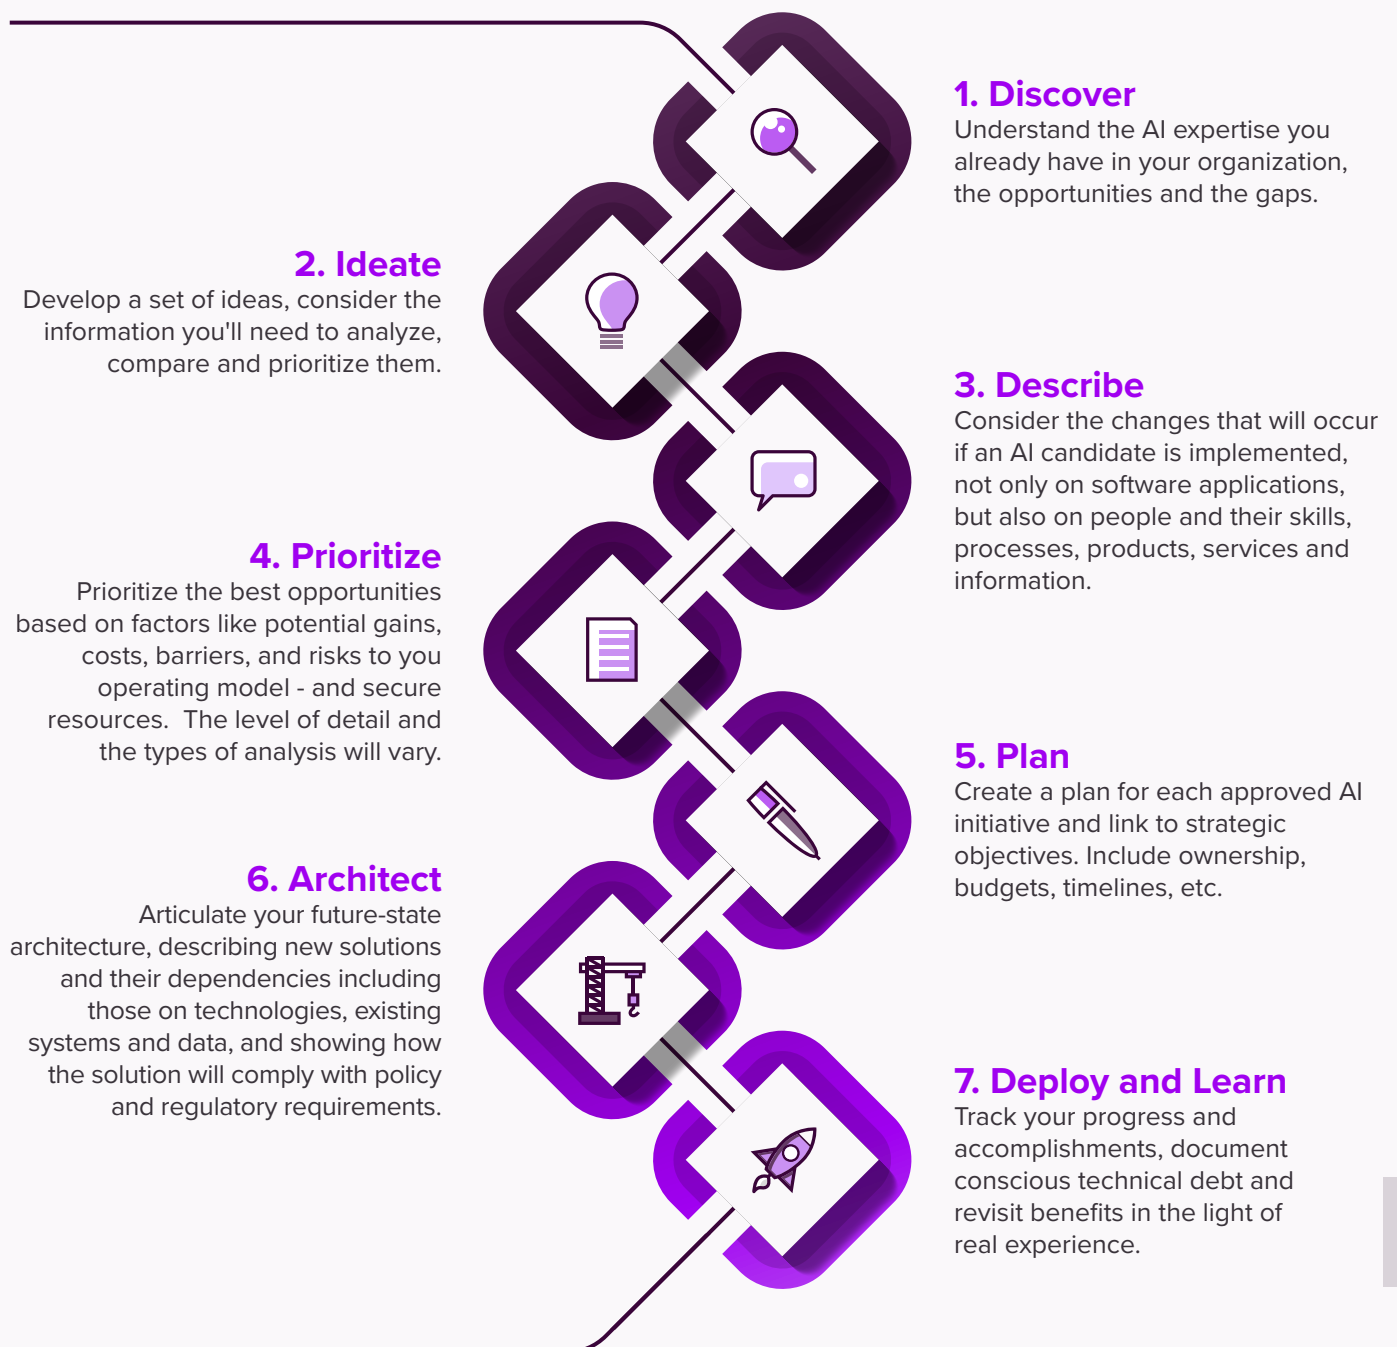 1. Discover
Understand the AI expertise you
already have in your organization,
the opportunities and the gaps.
2. Ideate
Develop a set of ideas, consider the
information you'll need to analyze,
compare and prioritize them.
3. Describe
Consider the changes that will occur
if an AI candidate is implemented,
not only on software applications,
but also on people and their skills,
processes, products, services and
information.
4. Prioritize
Prioritize the best opportunities
based on factors like potential gains,
costs, barriers, and risks to you
operating model - and secure
resources.  The level of detail and
the types of analysis will vary.
5. Plan
Create a plan for each approved AI
initiative and link to strategic
objectives. Include ownership,
budgets, timelines, etc.
6. Architect
Articulate your future-state
architecture, describing new solutions
and their dependencies including
those on technologies, existing
systems and data, and showing how
the solution will comply with policy
and regulatory requirements.
7. Deploy and Learn
Track your progress and
accomplishments, document
conscious technical debt and
revisit benefits in the light of
real experience.